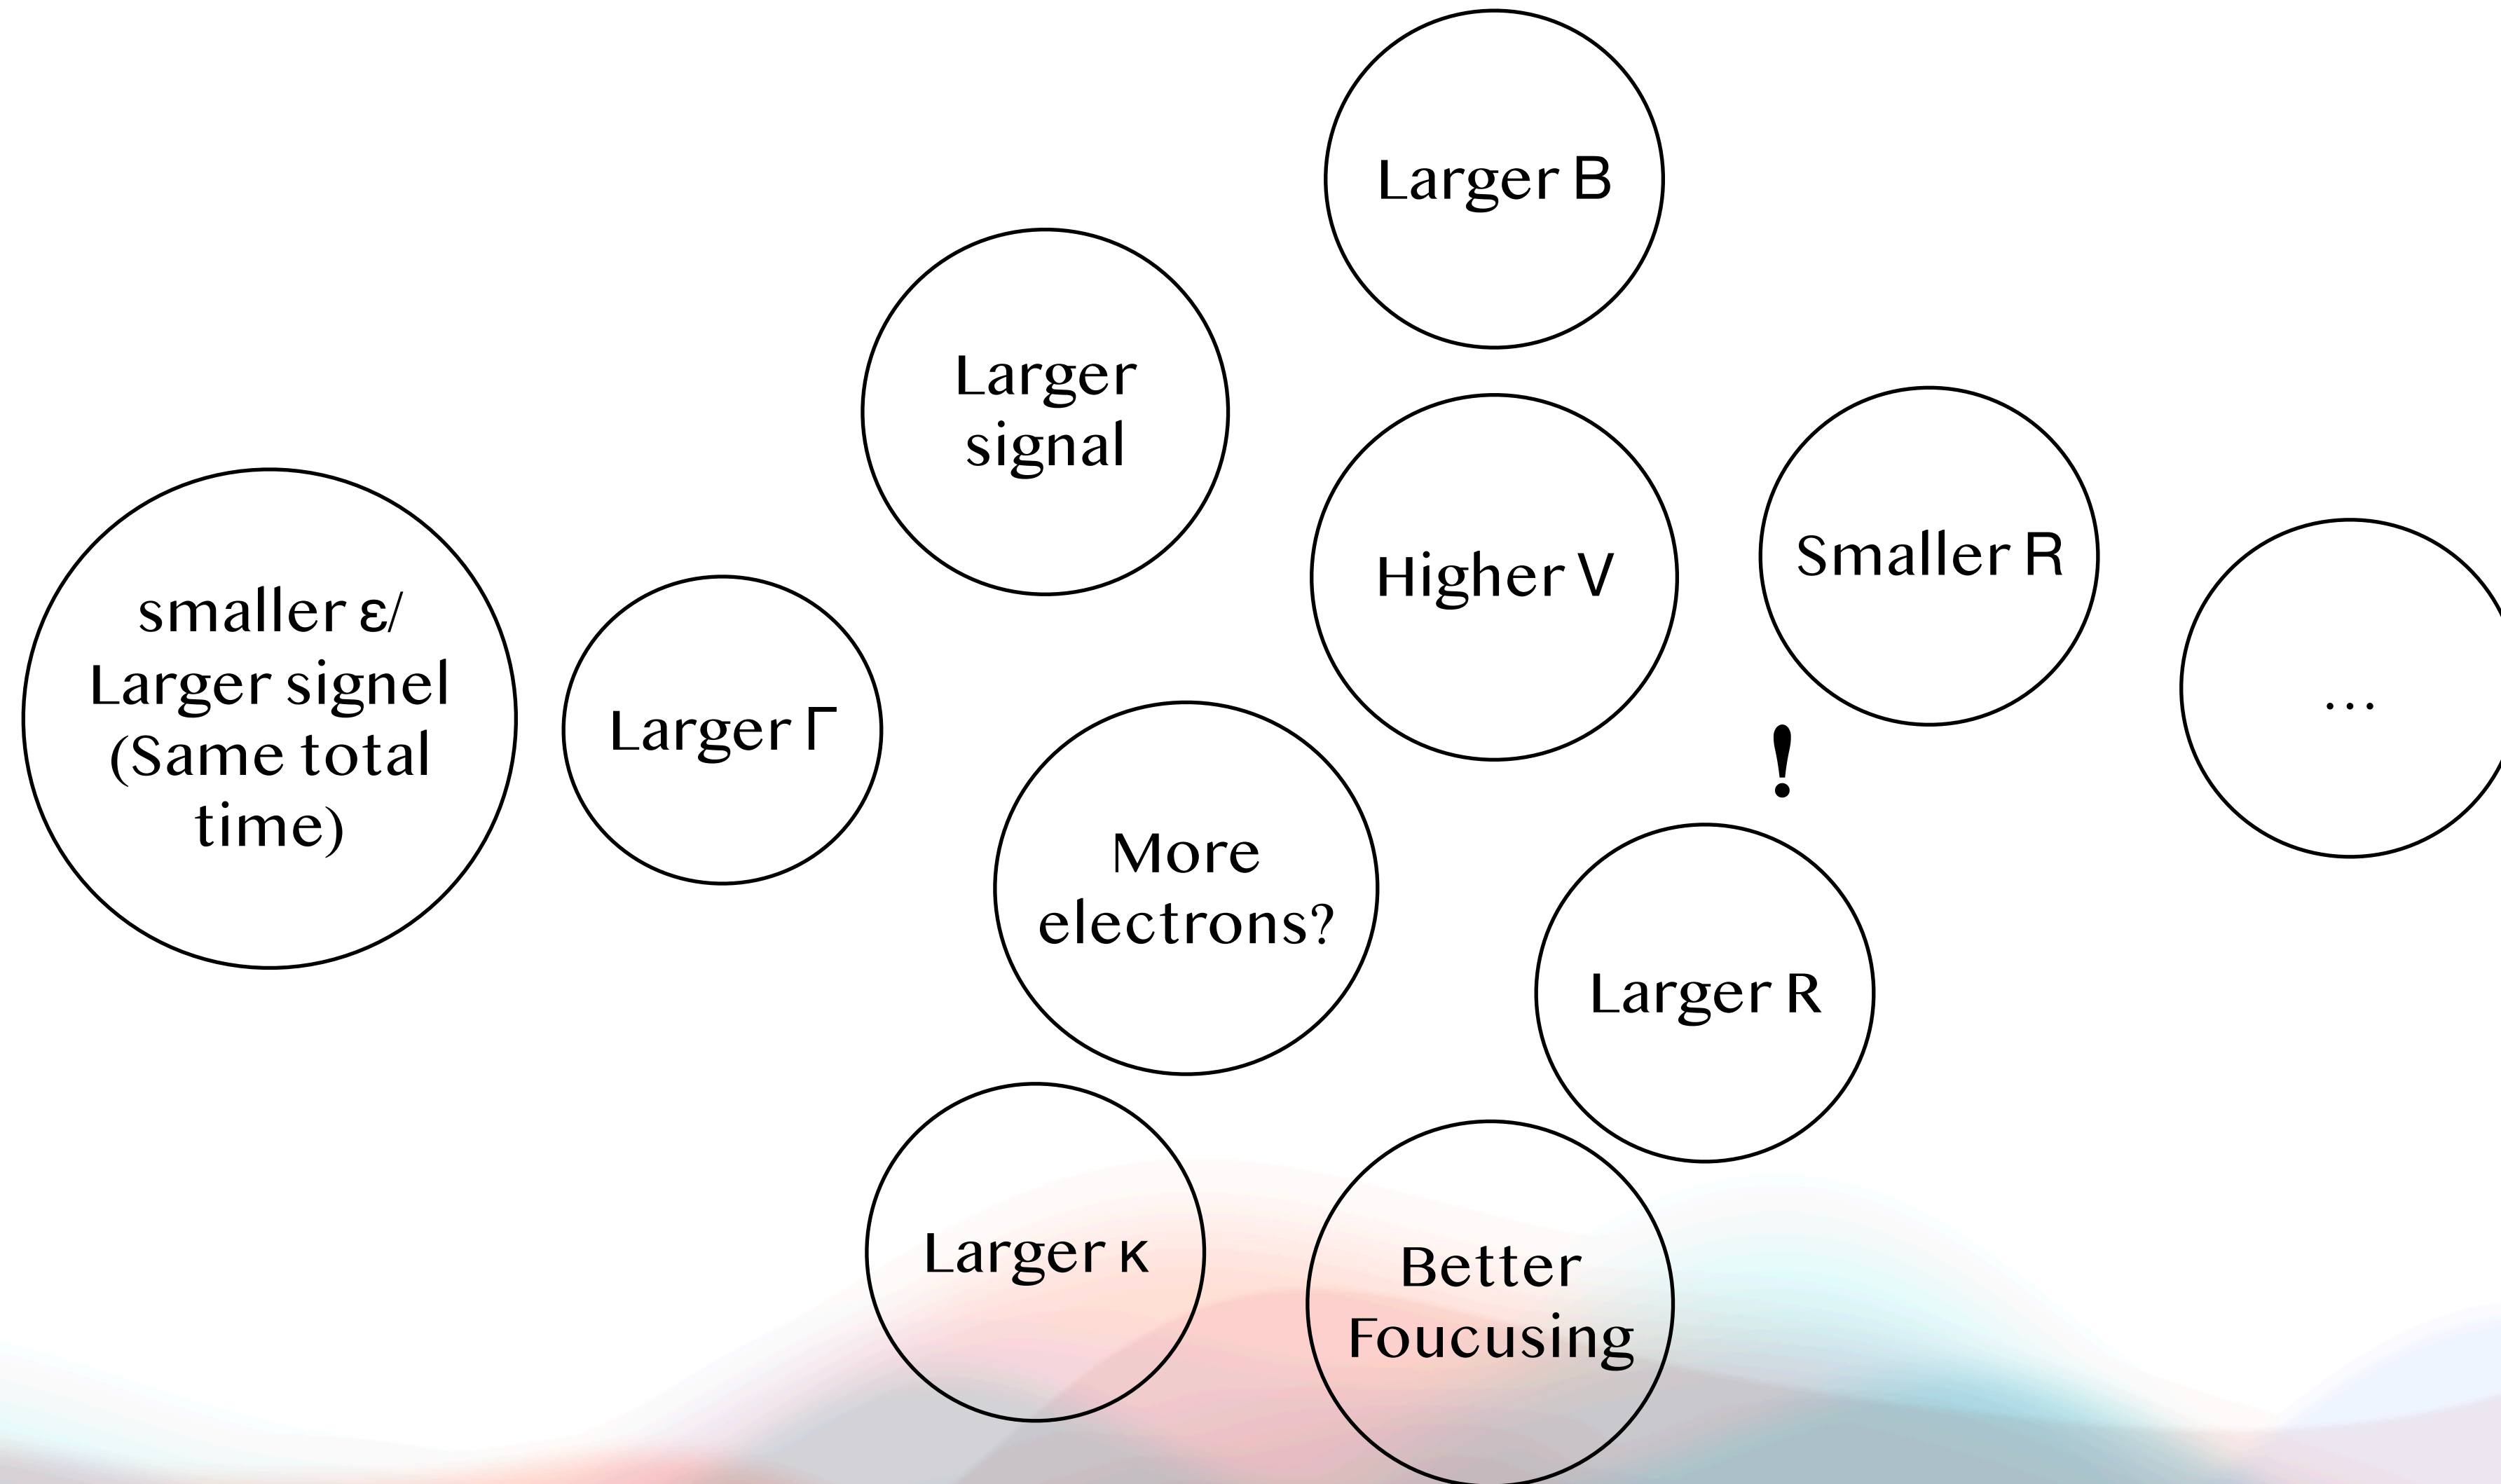 Larger B
Larger
signal
Higher V
Smaller R
smaller ε/
Larger signel
(Same total
time)
Larger Γ
...
!
More
electrons?
Larger R
Larger κ
Better
Foucusing